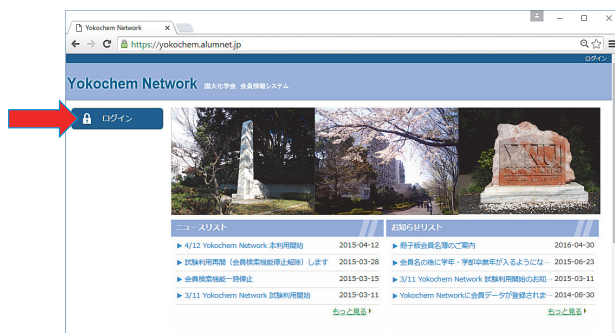 Yokochem Network
https://yokochem.alumnet.jp
ログイン
Yokochem Network 国大化学会 会員情報システム
ログイン
ニュースリスト
4/12 Yokochem Network 本利用開始 2015-04-12
試験利用再開（会員検索機能停止解除）します 2015-03-28
会員検索機能一時停止 2015-03-15
3/11 Yokochem Network 試験利用開始 2015-03-11
もっと見る
お知らせリスト
冊子版会員名簿のご案内 2016-04-30
会員名の後に学年・学部卒業年が入るようにな… 2015-06-23
3/11 Yokochem Network 試験利用開始のお知… 2015-03-11
Yokochem Networkに会員データが登録されま… 2014-08-30
もっと見る